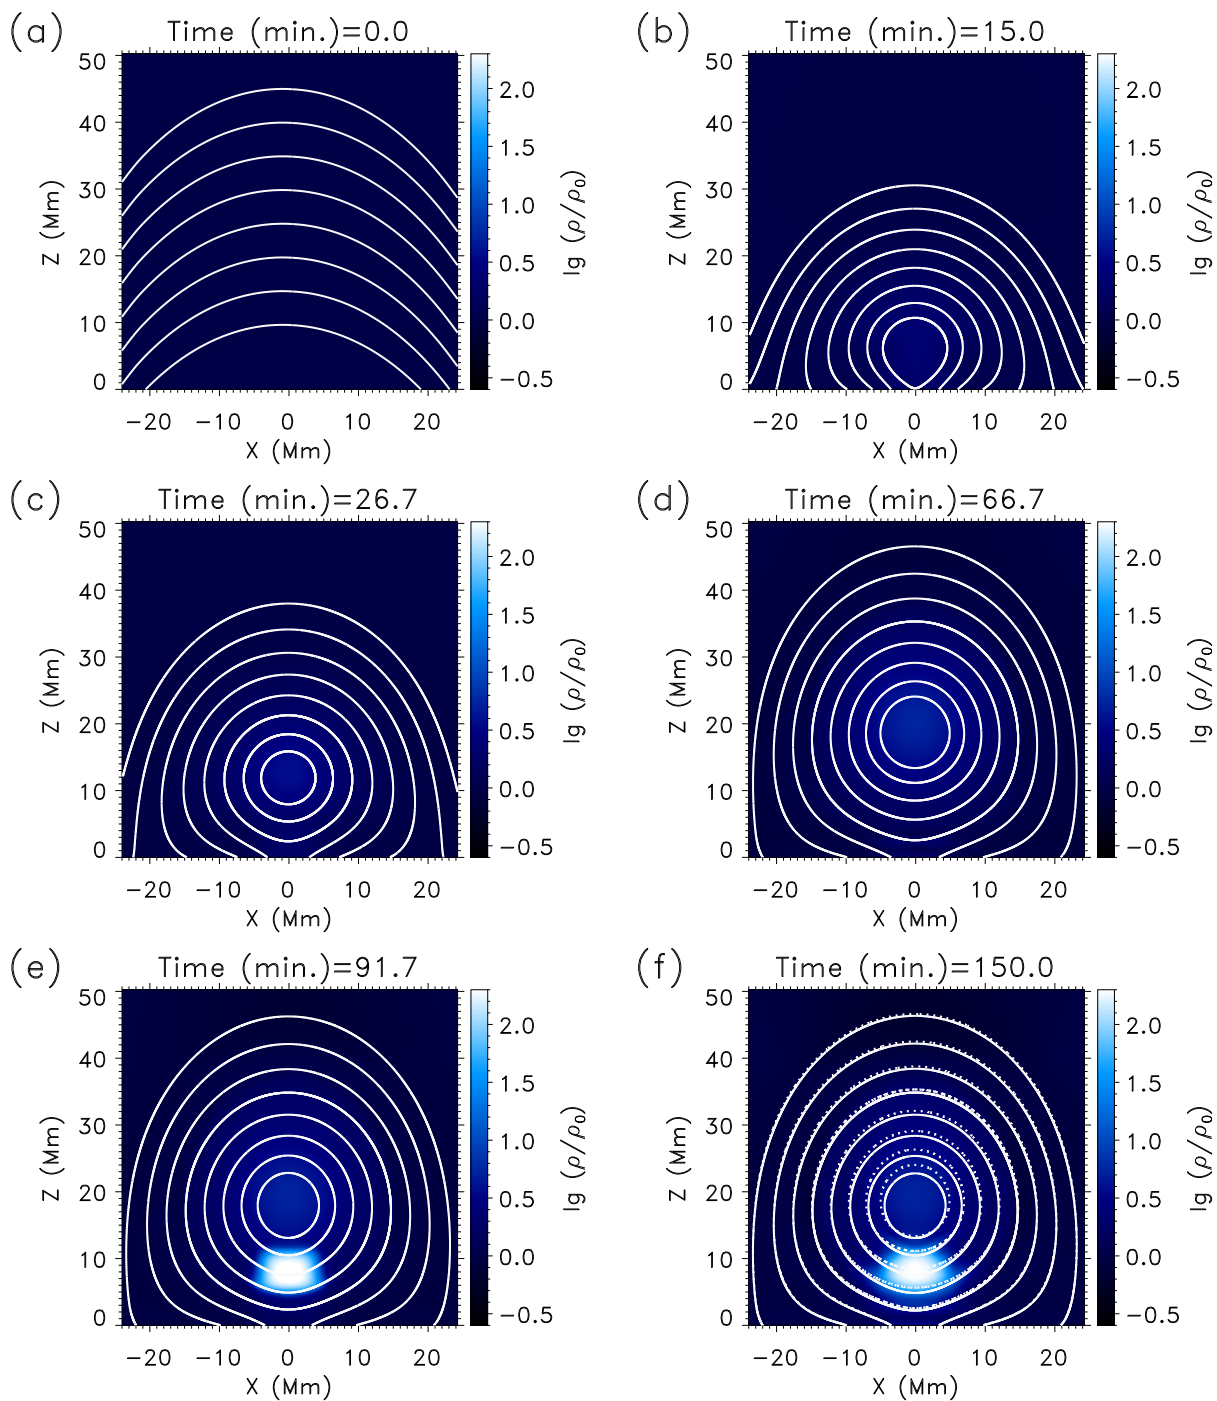 (a) Time (min.)=0.0
50
40
30
20
10
0
Z (Mm)
−20 −10 0 10 20
X (Mm)
2.0
1.5
1.0
0.5
0.0
−0.5
lg (ρ/ρ0)
(b) Time (min.)=15.0
50
40
30
20
10
0
Z (Mm)
−20 −10 0 10 20
X (Mm)
2.0
1.5
1.0
0.5
0.0
−0.5
lg (ρ/ρ0)
(c) Time (min.)=26.7
50
40
30
20
10
0
Z (Mm)
−20 −10 0 10 20
X (Mm)
2.0
1.5
1.0
0.5
0.0
−0.5
lg (ρ/ρ0)
(d) Time (min.)=66.7
50
40
30
20
10
0
Z (Mm)
−20 −10 0 10 20
X (Mm)
2.0
1.5
1.0
0.5
0.0
−0.5
lg (ρ/ρ0)
(e) Time (min.)=91.7
50
40
30
20
10
0
Z (Mm)
−20 −10 0 10 20
X (Mm)
2.0
1.5
1.0
0.5
0.0
−0.5
lg (ρ/ρ0)
(f) Time (min.)=150.0
50
40
30
20
10
0
Z (Mm)
−20 −10 0 10 20
X (Mm)
2.0
1.5
1.0
0.5
0.0
−0.5
lg (ρ/ρ0)